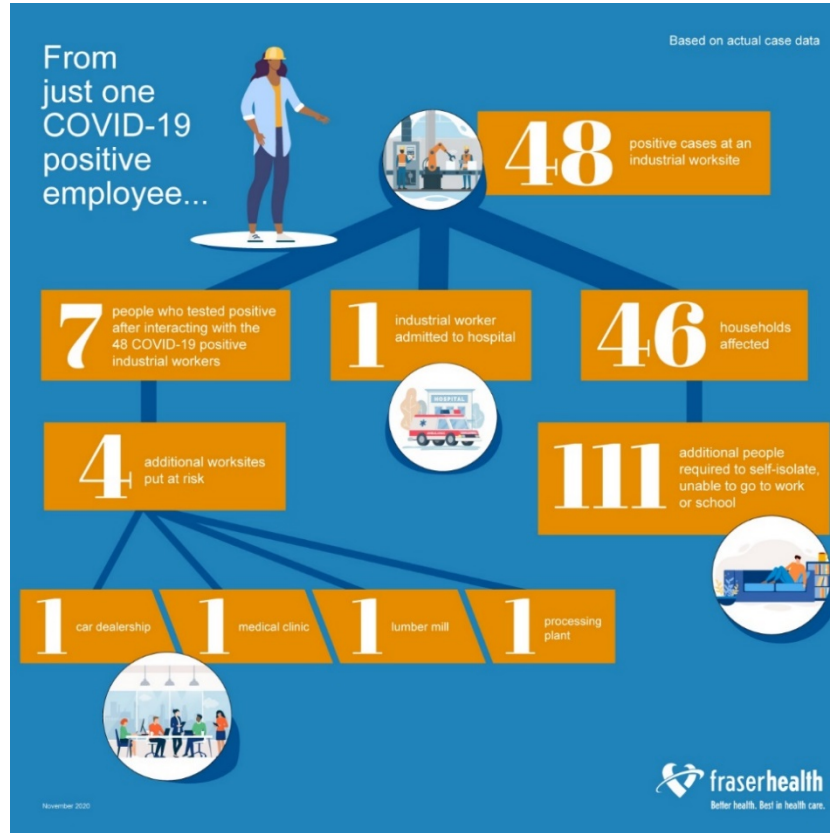 From
just one
COVID-19
positive
employee...
Based on actual case data
48
positive cases at an
industrial worksite
7
people who tested positive
after interacting with the
48 COVID-19 positive
industrial workers
1
industrial worker
admitted to hospital
46
households
affected
HOSPITAL
4
additional worksites
put at risk
111
additional people
required to self-isolate,
unable to go to work
or school
1
car dealership
1
medical clinic
1
lumber mill
1
processing
plant
November 2020
fraserhealth
Better health. Best in health care.